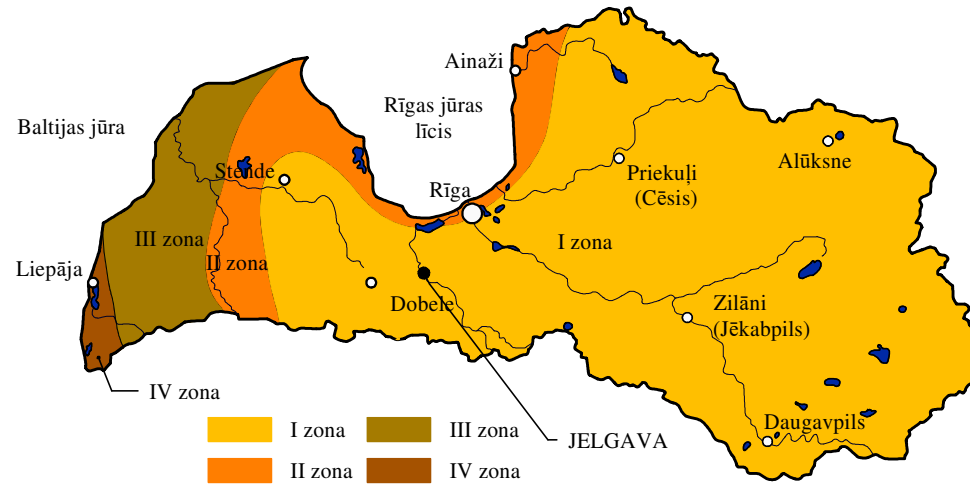 Ainaži
Rīgas jūras
līcis
Baltijas jūra
Alūksne
Stende
Priekuļi
(Cēsis)
Rīga
III zona
I zona
II zona
Liepāja
Dobele
Zilāni
(Jēkabpils)
IV zona
I zona
III zona
JELGAVA
Daugavpils
II zona
IV zona